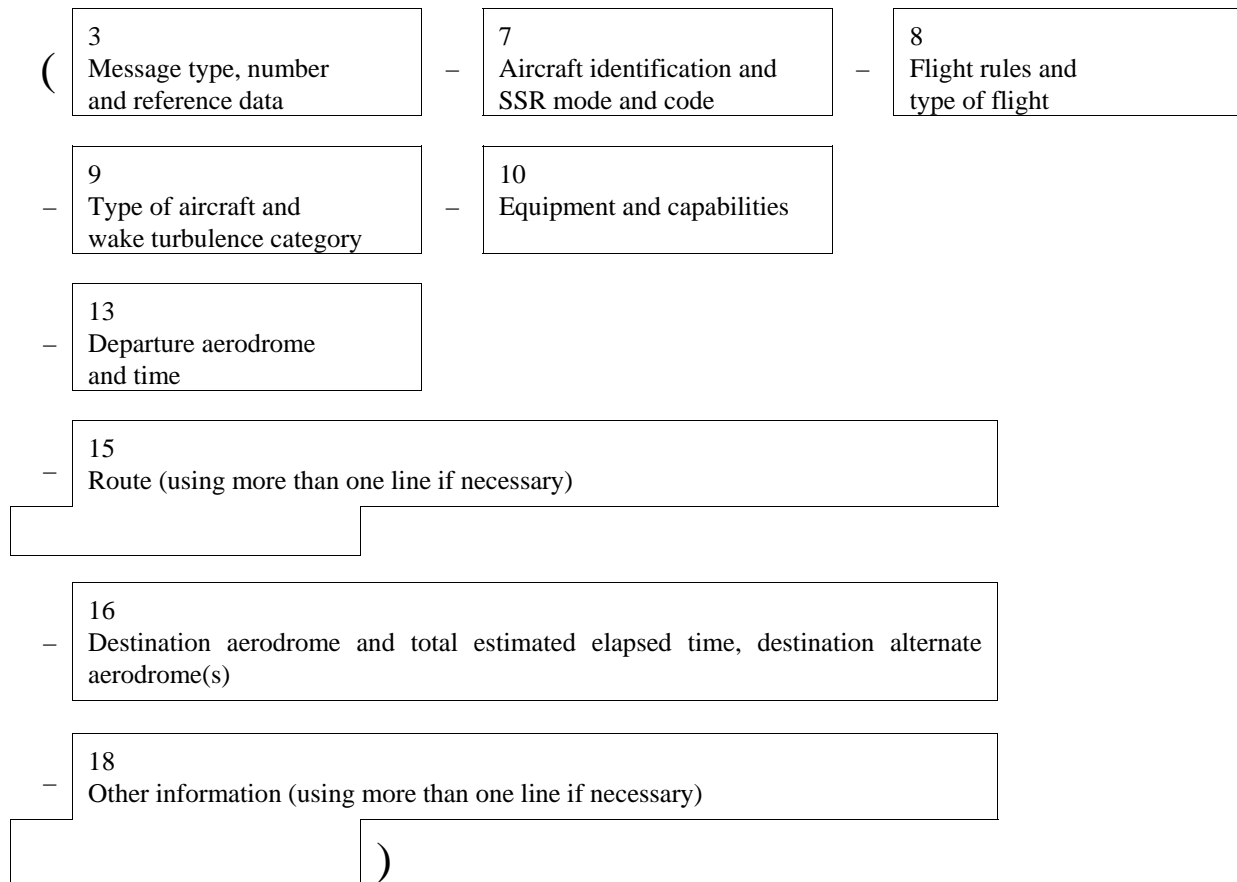 ( 3 – 7 – 8
Message type, number Aircraft identification and Flight rules and
and reference data SSR mode and code type of flight
– 9 – 10
Type of aircraft and Equipment and capabilities
wake turbulence category
– 13
Departure aerodrome
and time
– 15
Route (using more than one line if necessary)
– 16
Destination aerodrome and total estimated elapsed time, destination alternate
aerodrome(s)
– 18
Other information (using more than one line if necessary)
)